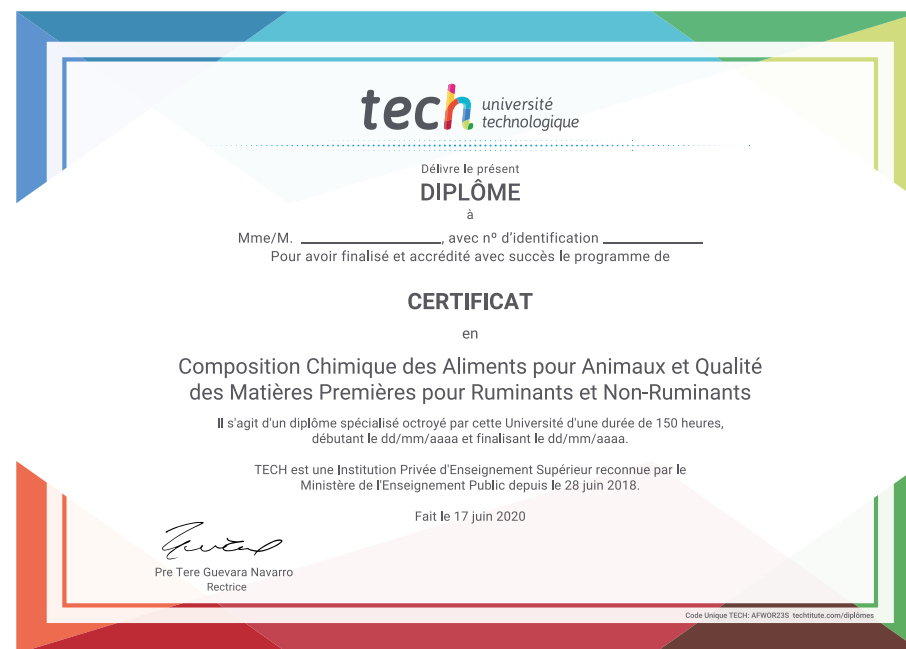 tech université
technologique
Délivre le présent
DIPLÔME
à
Mme/M. ____________________, avec nº d'identification ______________
Pour avoir finalisé et accrédité avec succès le programme de
CERTIFICAT
en
Composition Chimique des Aliments pour Animaux et Qualité
des Matières Premières pour Ruminants et Non-Ruminants
Il s'agit d'un diplôme spécialisé octroyé par cette Université d'une durée de 150 heures,
débutant le dd/mm/aaaa et finalisant le dd/mm/aaaa.
TECH est une Institution Privée d'Enseignement Supérieur reconnue par le
Ministère de l'Enseignement Public depuis le 28 juin 2018.
Fait le 17 juin 2020
Pre Tere Guevara Navarro
Rectrice
Code Unique TECH: AFWOR23S techtitute.com/diplômes